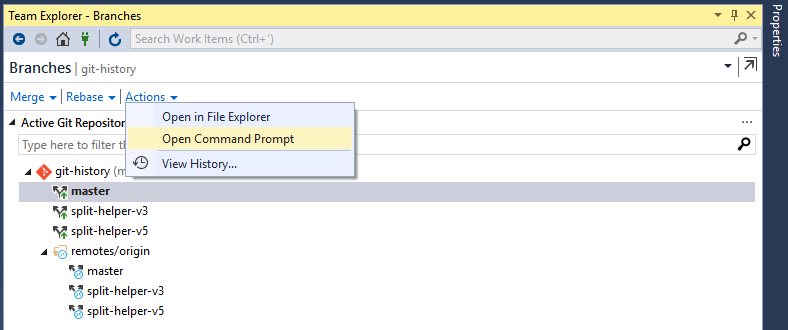 Team Explorer - Branches
Search Work Items (Ctrl+')
Branches | git-history
Merge Rebase Actions
Open in File Explorer
Active Git Reposito
Open Command Prompt
Type here to filter th
View History...
git-history (m
master
split-helper-v3
split-helper-v5
remotes/origin
master
split-helper-v3
split-helper-v5
Properties